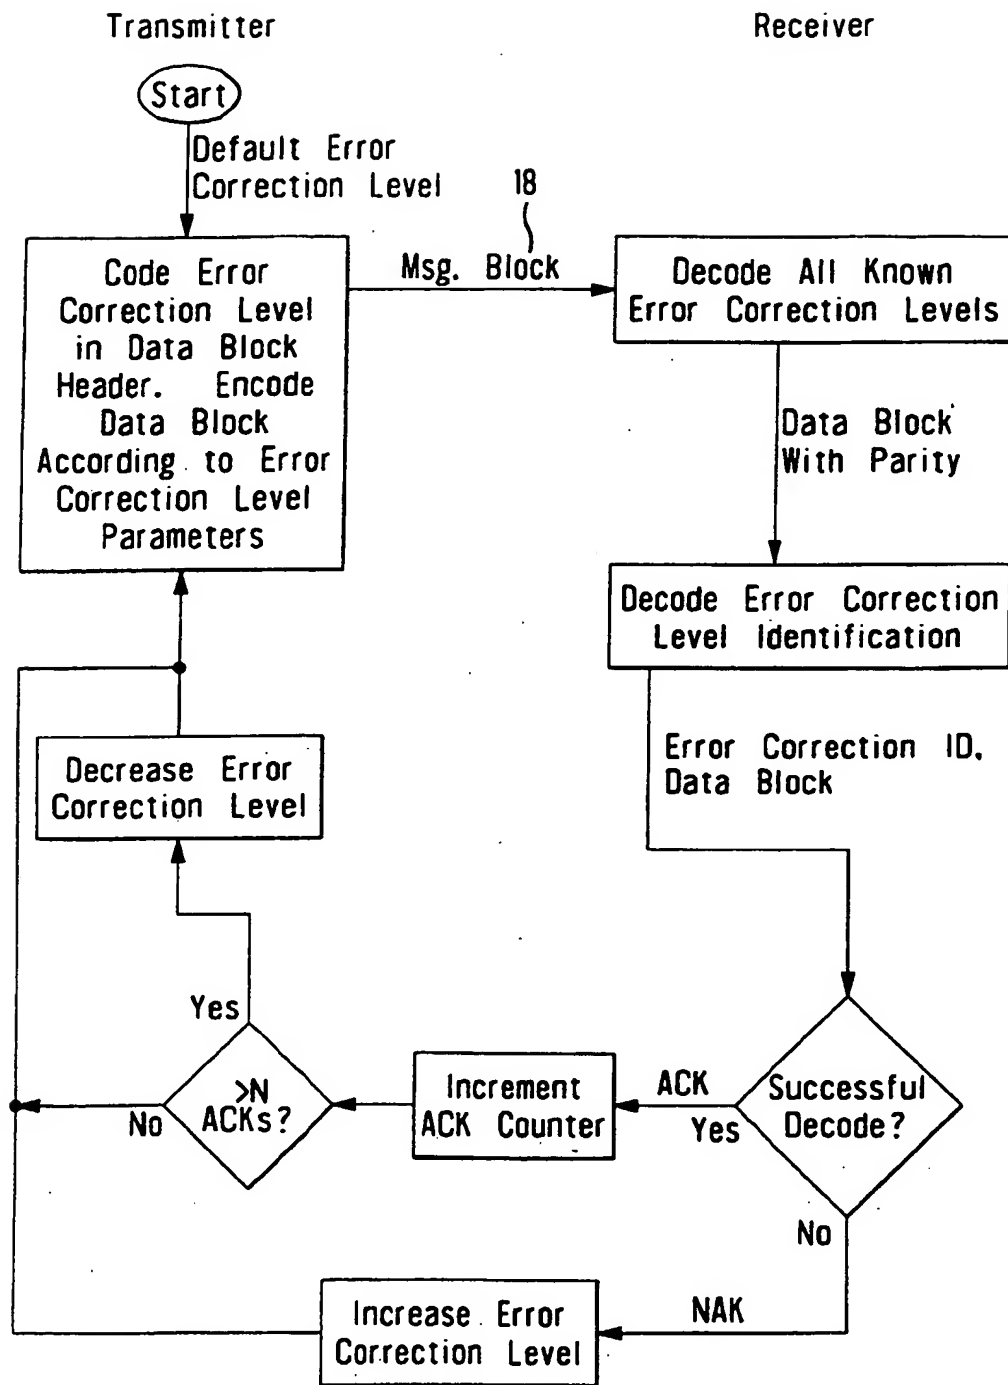 Transmitter
Receiver
Start
Default Error
Correction Level
18
Code Error
Correction Level
in Data Block
Header. Encode
Data Block
According to Error
Correction Level
Parameters
Msg. Block
Decode All Known
Error Correction Levels
Data Block
With Parity
Decode Error Correction
Level Identification
Error Correction ID,
Data Block
Decrease Error
Correction Level
Yes
>N
ACKs?
No
Increment
ACK Counter
ACK
Yes
Successful
Decode?
No
NAK
Increase Error
Correction Level